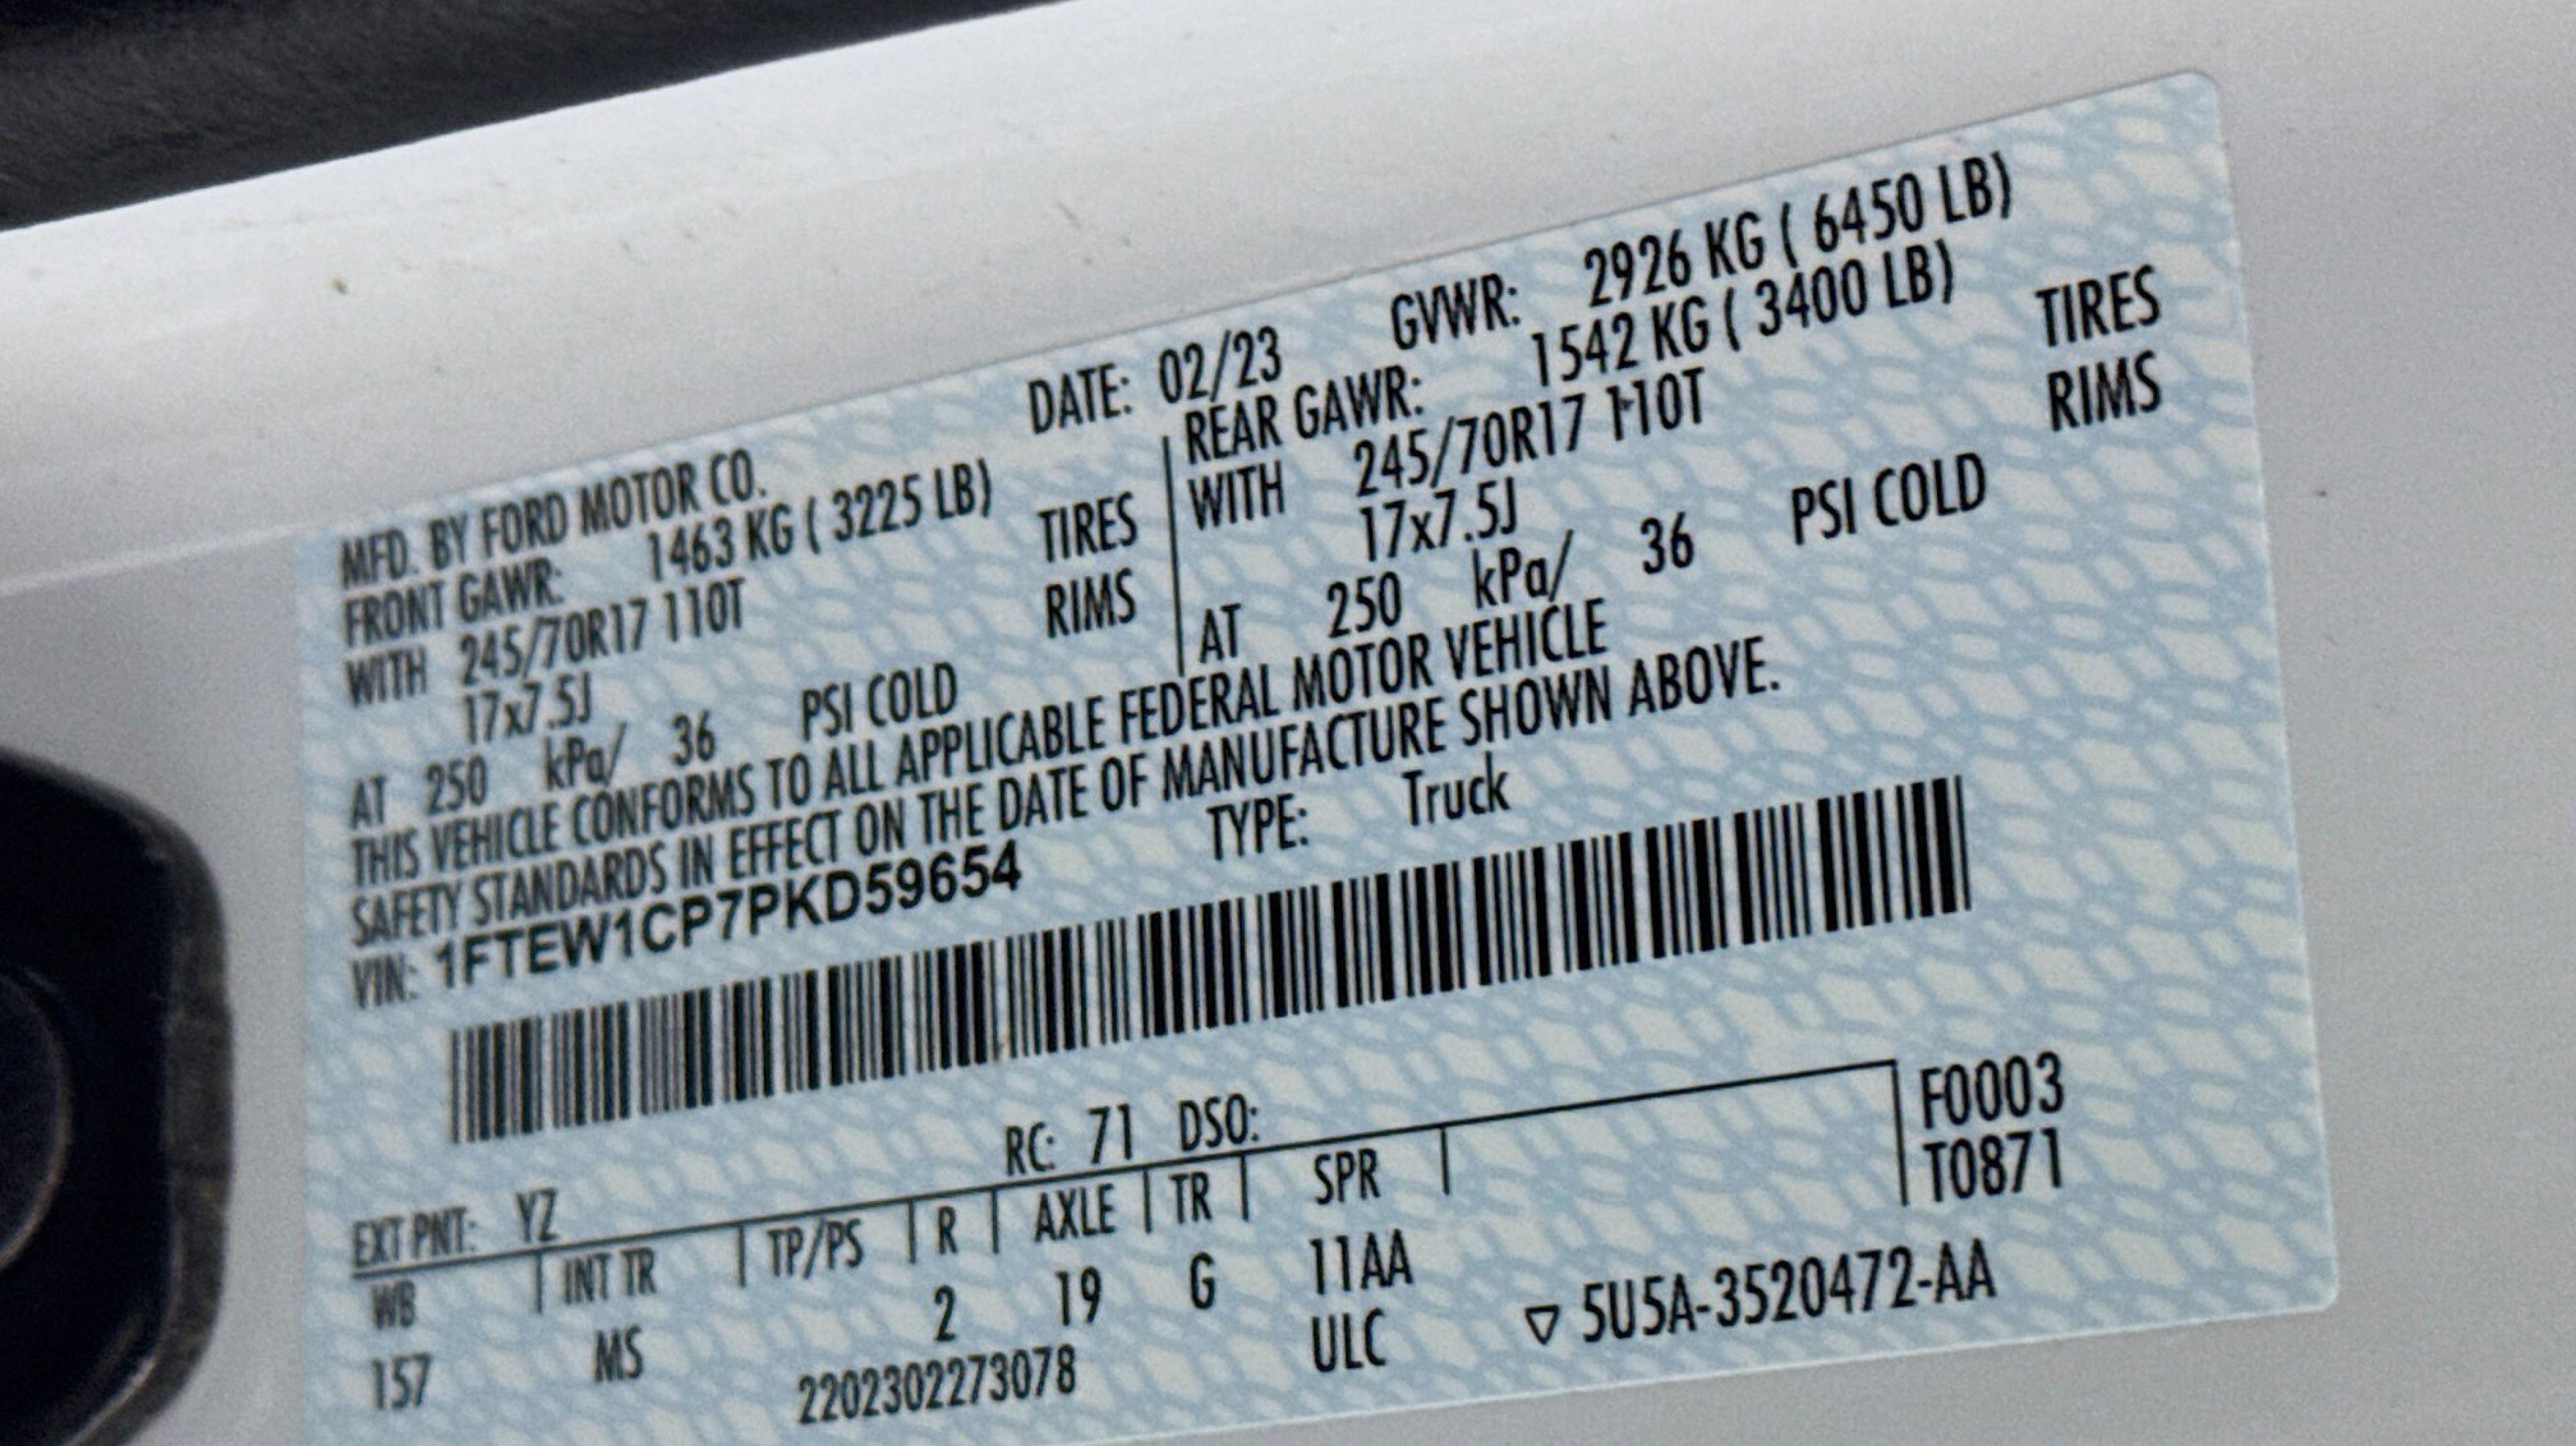 MFD. BY FORD MOTOR CO.
DATE: 02/23 GVWR: 2926 KG ( 6450 LB)
FRONT GAWR: 1463 KG ( 3225 LB)
WITH 245/70R17 110T TIRES
17x7.5J RIMS
AT 250 kPa/ 36 PSI COLD
REAR GAWR: 1542 KG ( 3400 LB)
WITH 245/70R17 110T TIRES
17x7.5J RIMS
AT 250 kPa/ 36 PSI COLD
THIS VEHICLE CONFORMS TO ALL APPLICABLE FEDERAL MOTOR VEHICLE
SAFETY STANDARDS IN EFFECT ON THE DATE OF MANUFACTURE SHOWN ABOVE.
VIN: 1FTEW1CP7PKD59654 TYPE: Truck
EXT PNT: YZ RC: 71 DSO:
WB INT TR TP/PS R AXLE TR SPR
157 MS 2 19 G 11AA
ULC
F0003
T0871
2202302273078
▽ 5U5A-3520472-AA